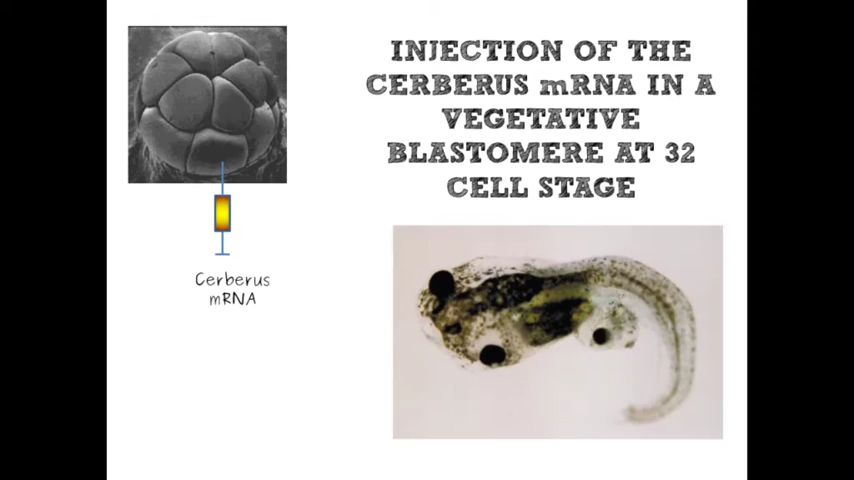 INJECTION OF THE
CERBERUS mRNA IN A
VEGETATIVE
BLASTOMERE AT 32
CELL STAGE
Cerberus
mRNA